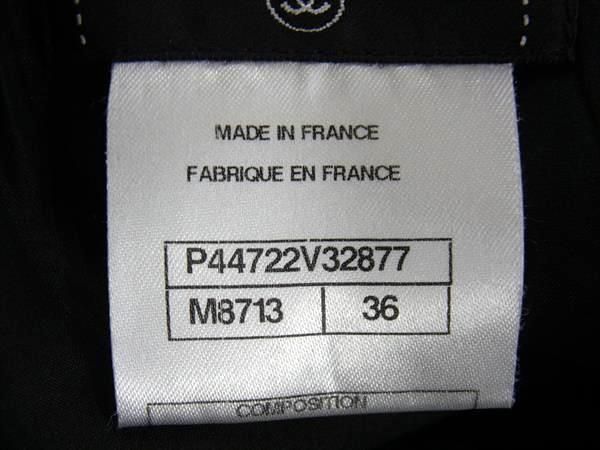 MADE IN FRANCE
FABRIQUE EN FRANCE
P44722V32877
M8713 36
COMPOSITION